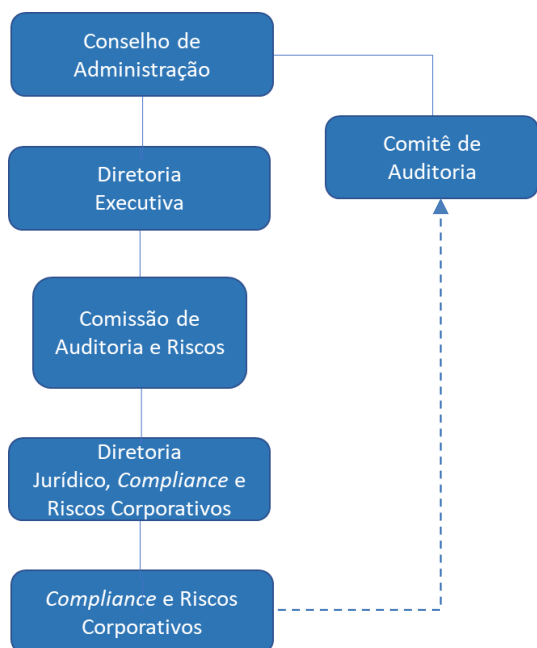 Conselho de
Administração
Comitê de
Auditoria
Diretoria
Executiva
Comissão de
Auditoria e Riscos
Diretoria
Jurídico, Compliance e
Riscos Corporativos
Compliance e Riscos
Corporativos